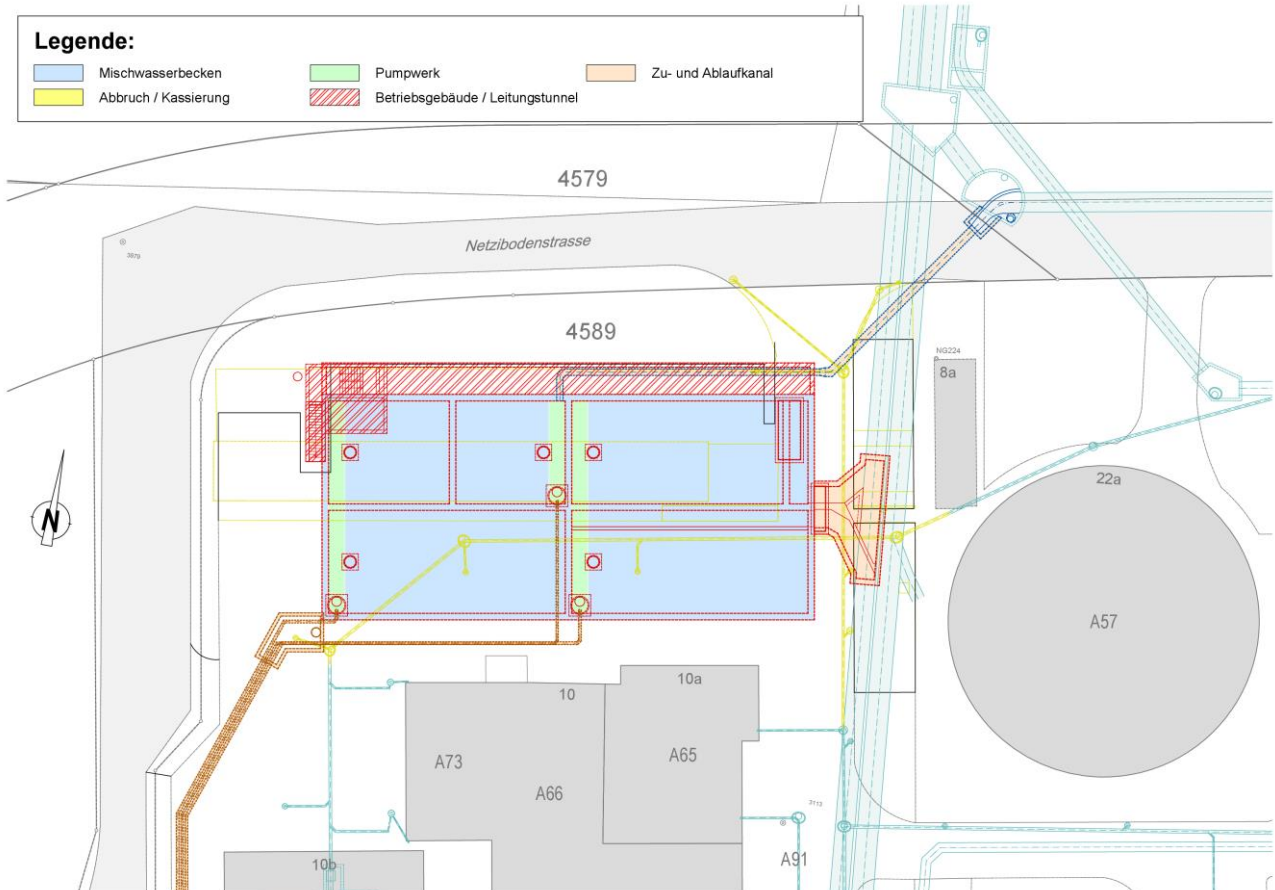 Legende:
Mischwasserbecken
Pumpwerk
Zu- und Ablaufkanal
Abbruch / Kassierung
Betriebsgebäude / Leitungstunnel
4579
Netzibodenstrasse
4589
NG224
8a
22a
N
A57
10a
10
A73
A65
A66
A91
10b